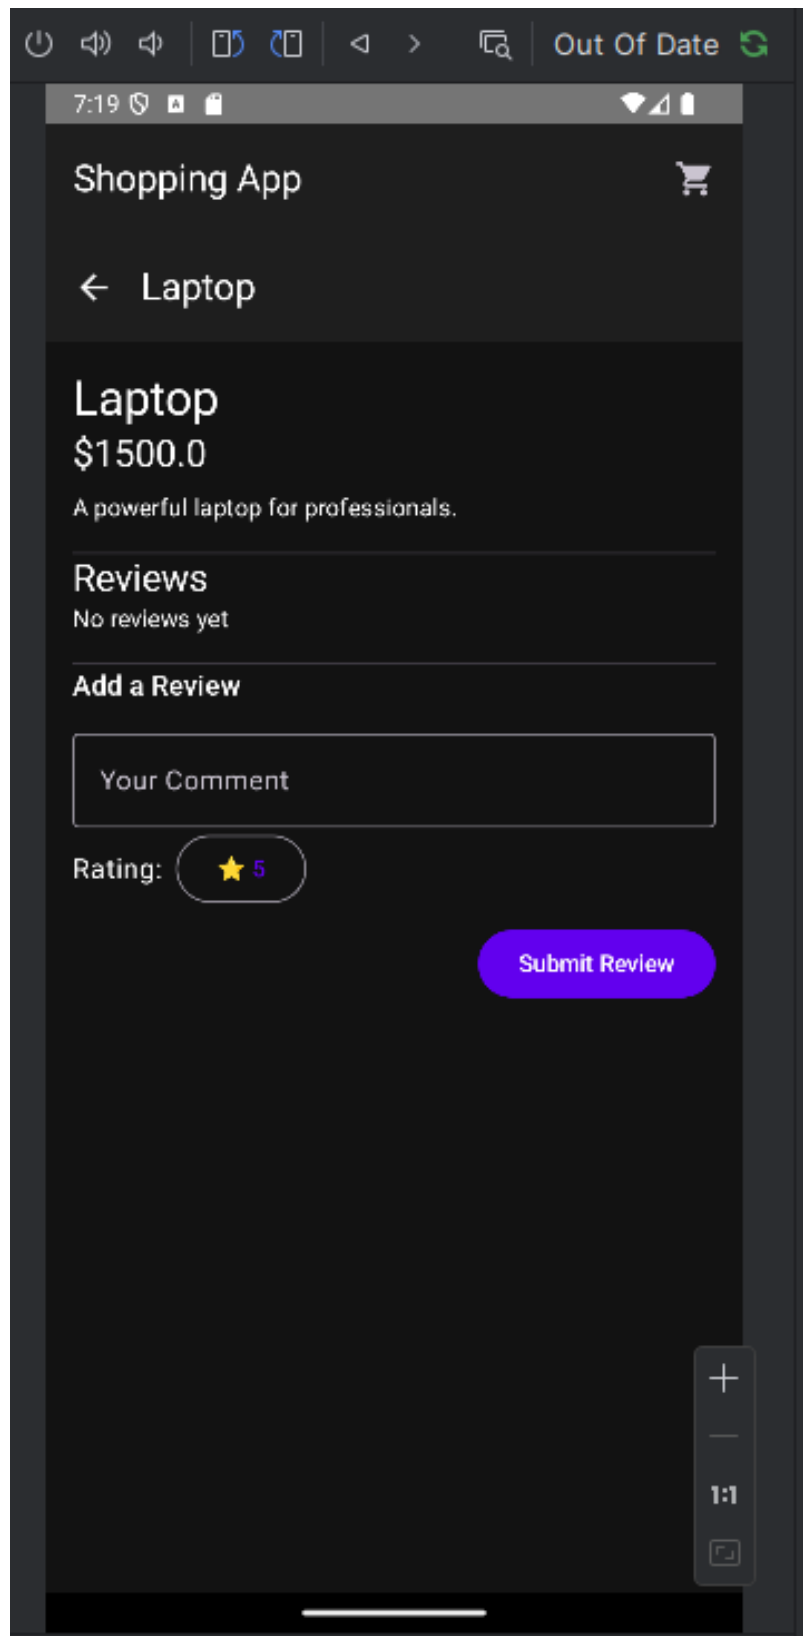 Out Of Date
7:19
Shopping App
Laptop
Laptop
$1500.0
A powerful laptop for professionals.
Reviews
No reviews yet
Add a Review
Your Comment
Rating: ⭐ 5
Submit Review
1:1